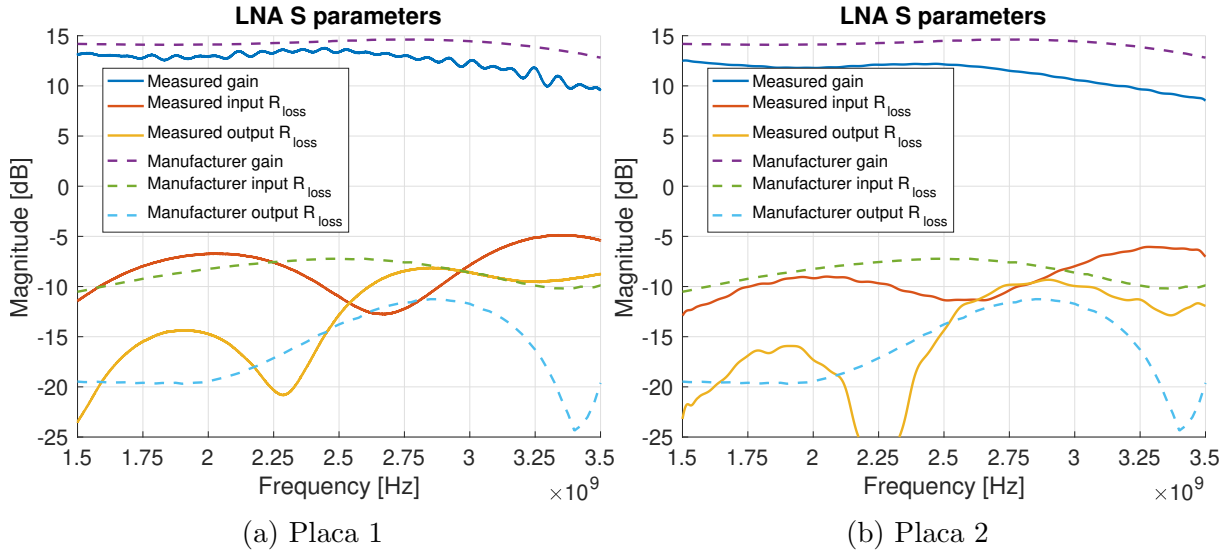 LNA S parameters
Magnitude [dB]
15
10
5
0
-5
-10
-15
-20
-25
Measured gain
Measured input R_loss
Measured output R_loss
Manufacturer gain
Manufacturer input R_loss
Manufacturer output R_loss
1.5 1.75 2 2.25 2.5 2.75 3 3.25 3.5
Frequency [Hz] ×10^9
(a) Placa 1
LNA S parameters
Magnitude [dB]
15
10
5
0
-5
-10
-15
-20
-25
Measured gain
Measured input R_loss
Measured output R_loss
Manufacturer gain
Manufacturer input R_loss
Manufacturer output R_loss
1.5 1.75 2 2.25 2.5 2.75 3 3.25 3.5
Frequency [Hz] ×10^9
(b) Placa 2